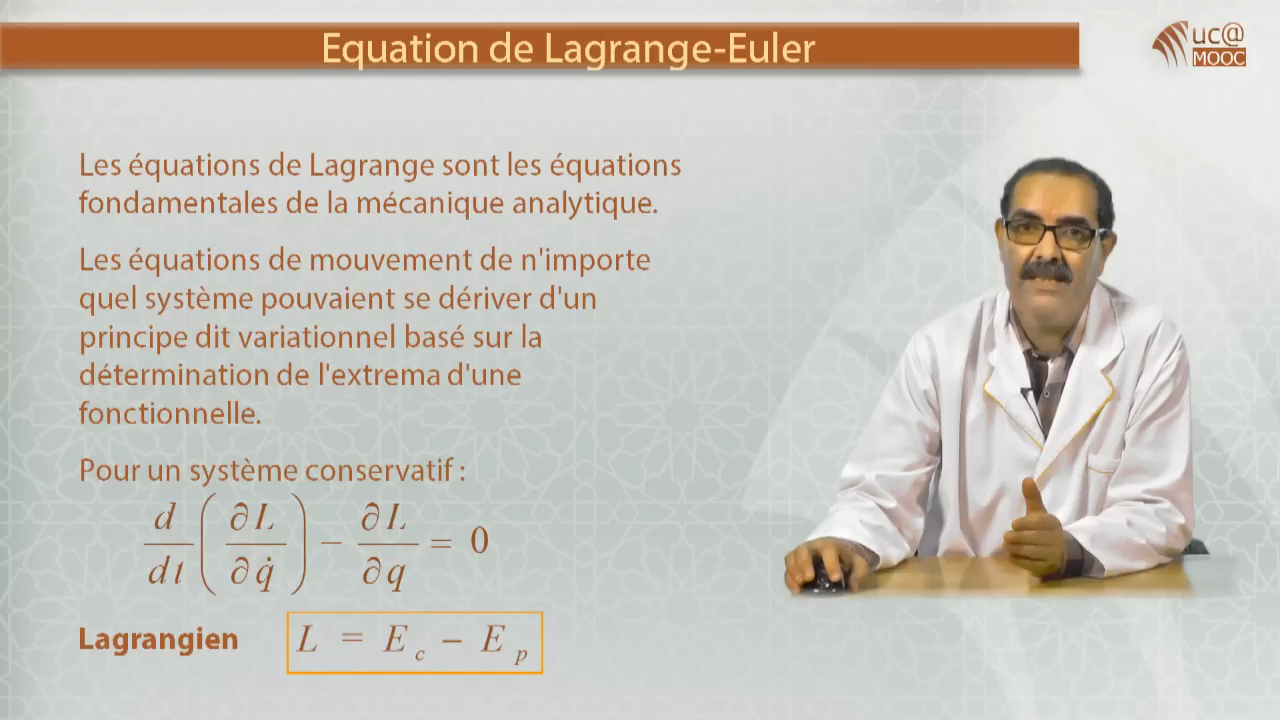 Equation de Lagrange-Euler
uc@
MOOC
Les équations de Lagrange sont les équations
fondamentales de la mécanique analytique.
Les équations de mouvement de n'importe
quel système pouvaient se dériver d'un
principe dit variationnel basé sur la
détermination de l'extrema d'une
fonctionnelle.
Pour un système conservatif :
d/dt (∂L/∂q̇) − ∂L/∂q = 0
Lagrangien L = E_c − E_p